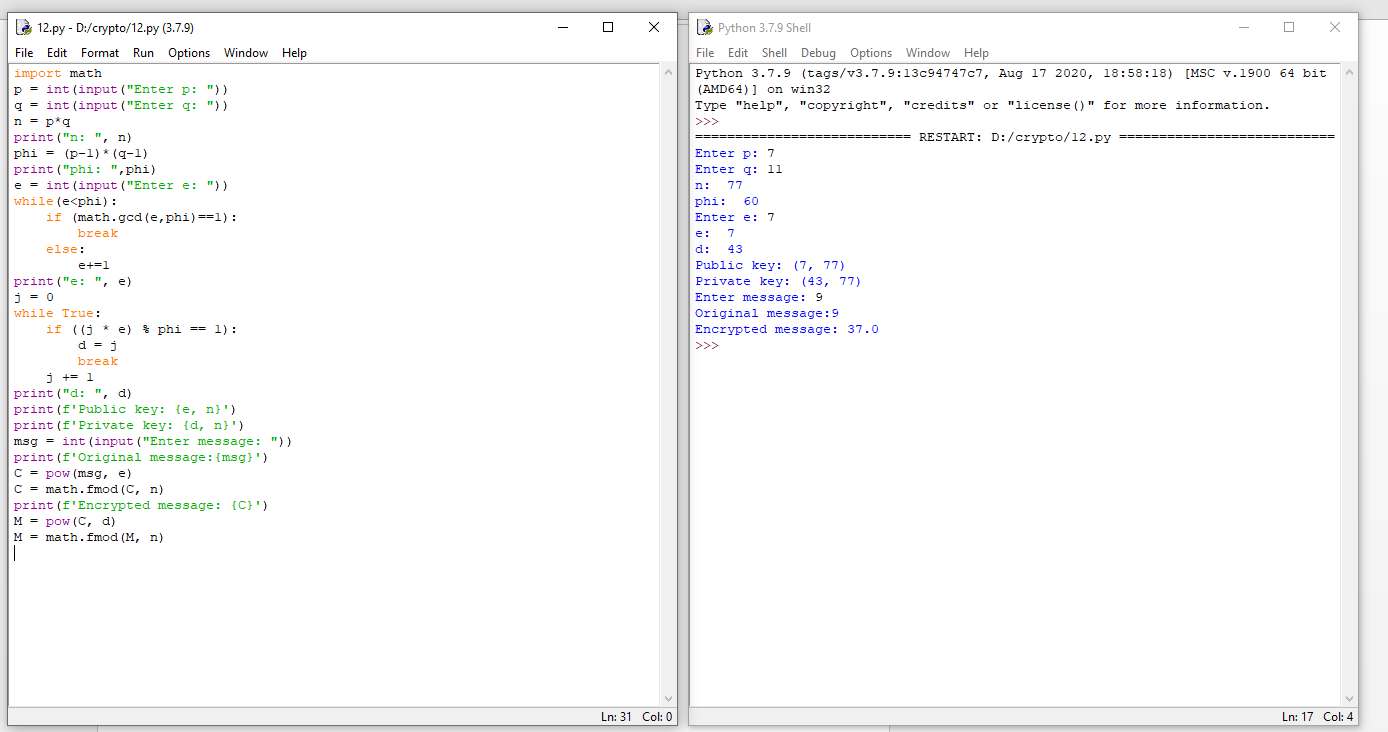 12.py - D:/crypto/12.py (3.7.9)
File Edit Format Run Options Window Help
import math
p = int(input("Enter p: "))
q = int(input("Enter q: "))
n = p*q
print("n: ", n)
phi = (p-1)*(q-1)
print("phi: ",phi)
e = int(input("Enter e: "))
while(e<phi):
    if (math.gcd(e,phi)==1):
        break
    else:
        e+=1
print("e: ", e)
j = 0
while True:
    if ((j * e) % phi == 1):
        d = j
        break
    j += 1
print("d: ", d)
print(f'Public key: {e, n}')
print(f'Private key: {d, n}')
msg = int(input("Enter message: "))
print(f'Original message:{msg}')
C = pow(msg, e)
C = math.fmod(C, n)
print(f'Encrypted message: {C}')
M = pow(C, d)
M = math.fmod(M, n)
Ln: 31 Col: 0
Python 3.7.9 Shell
File Edit Shell Debug Options Window Help
Python 3.7.9 (tags/v3.7.9:13c94747c7, Aug 17 2020, 18:58:18) [MSC v.1900 64 bit
(AMD64)] on win32
Type "help", "copyright", "credits" or "license()" for more information.
>>>
=========================== RESTART: D:/crypto/12.py ===========================
Enter p: 7
Enter q: 11
n:  77
phi:  60
Enter e: 7
e:  7
d:  43
Public key: (7, 77)
Private key: (43, 77)
Enter message: 9
Original message:9
Encrypted message: 37.0
>>>
Ln: 17 Col: 4